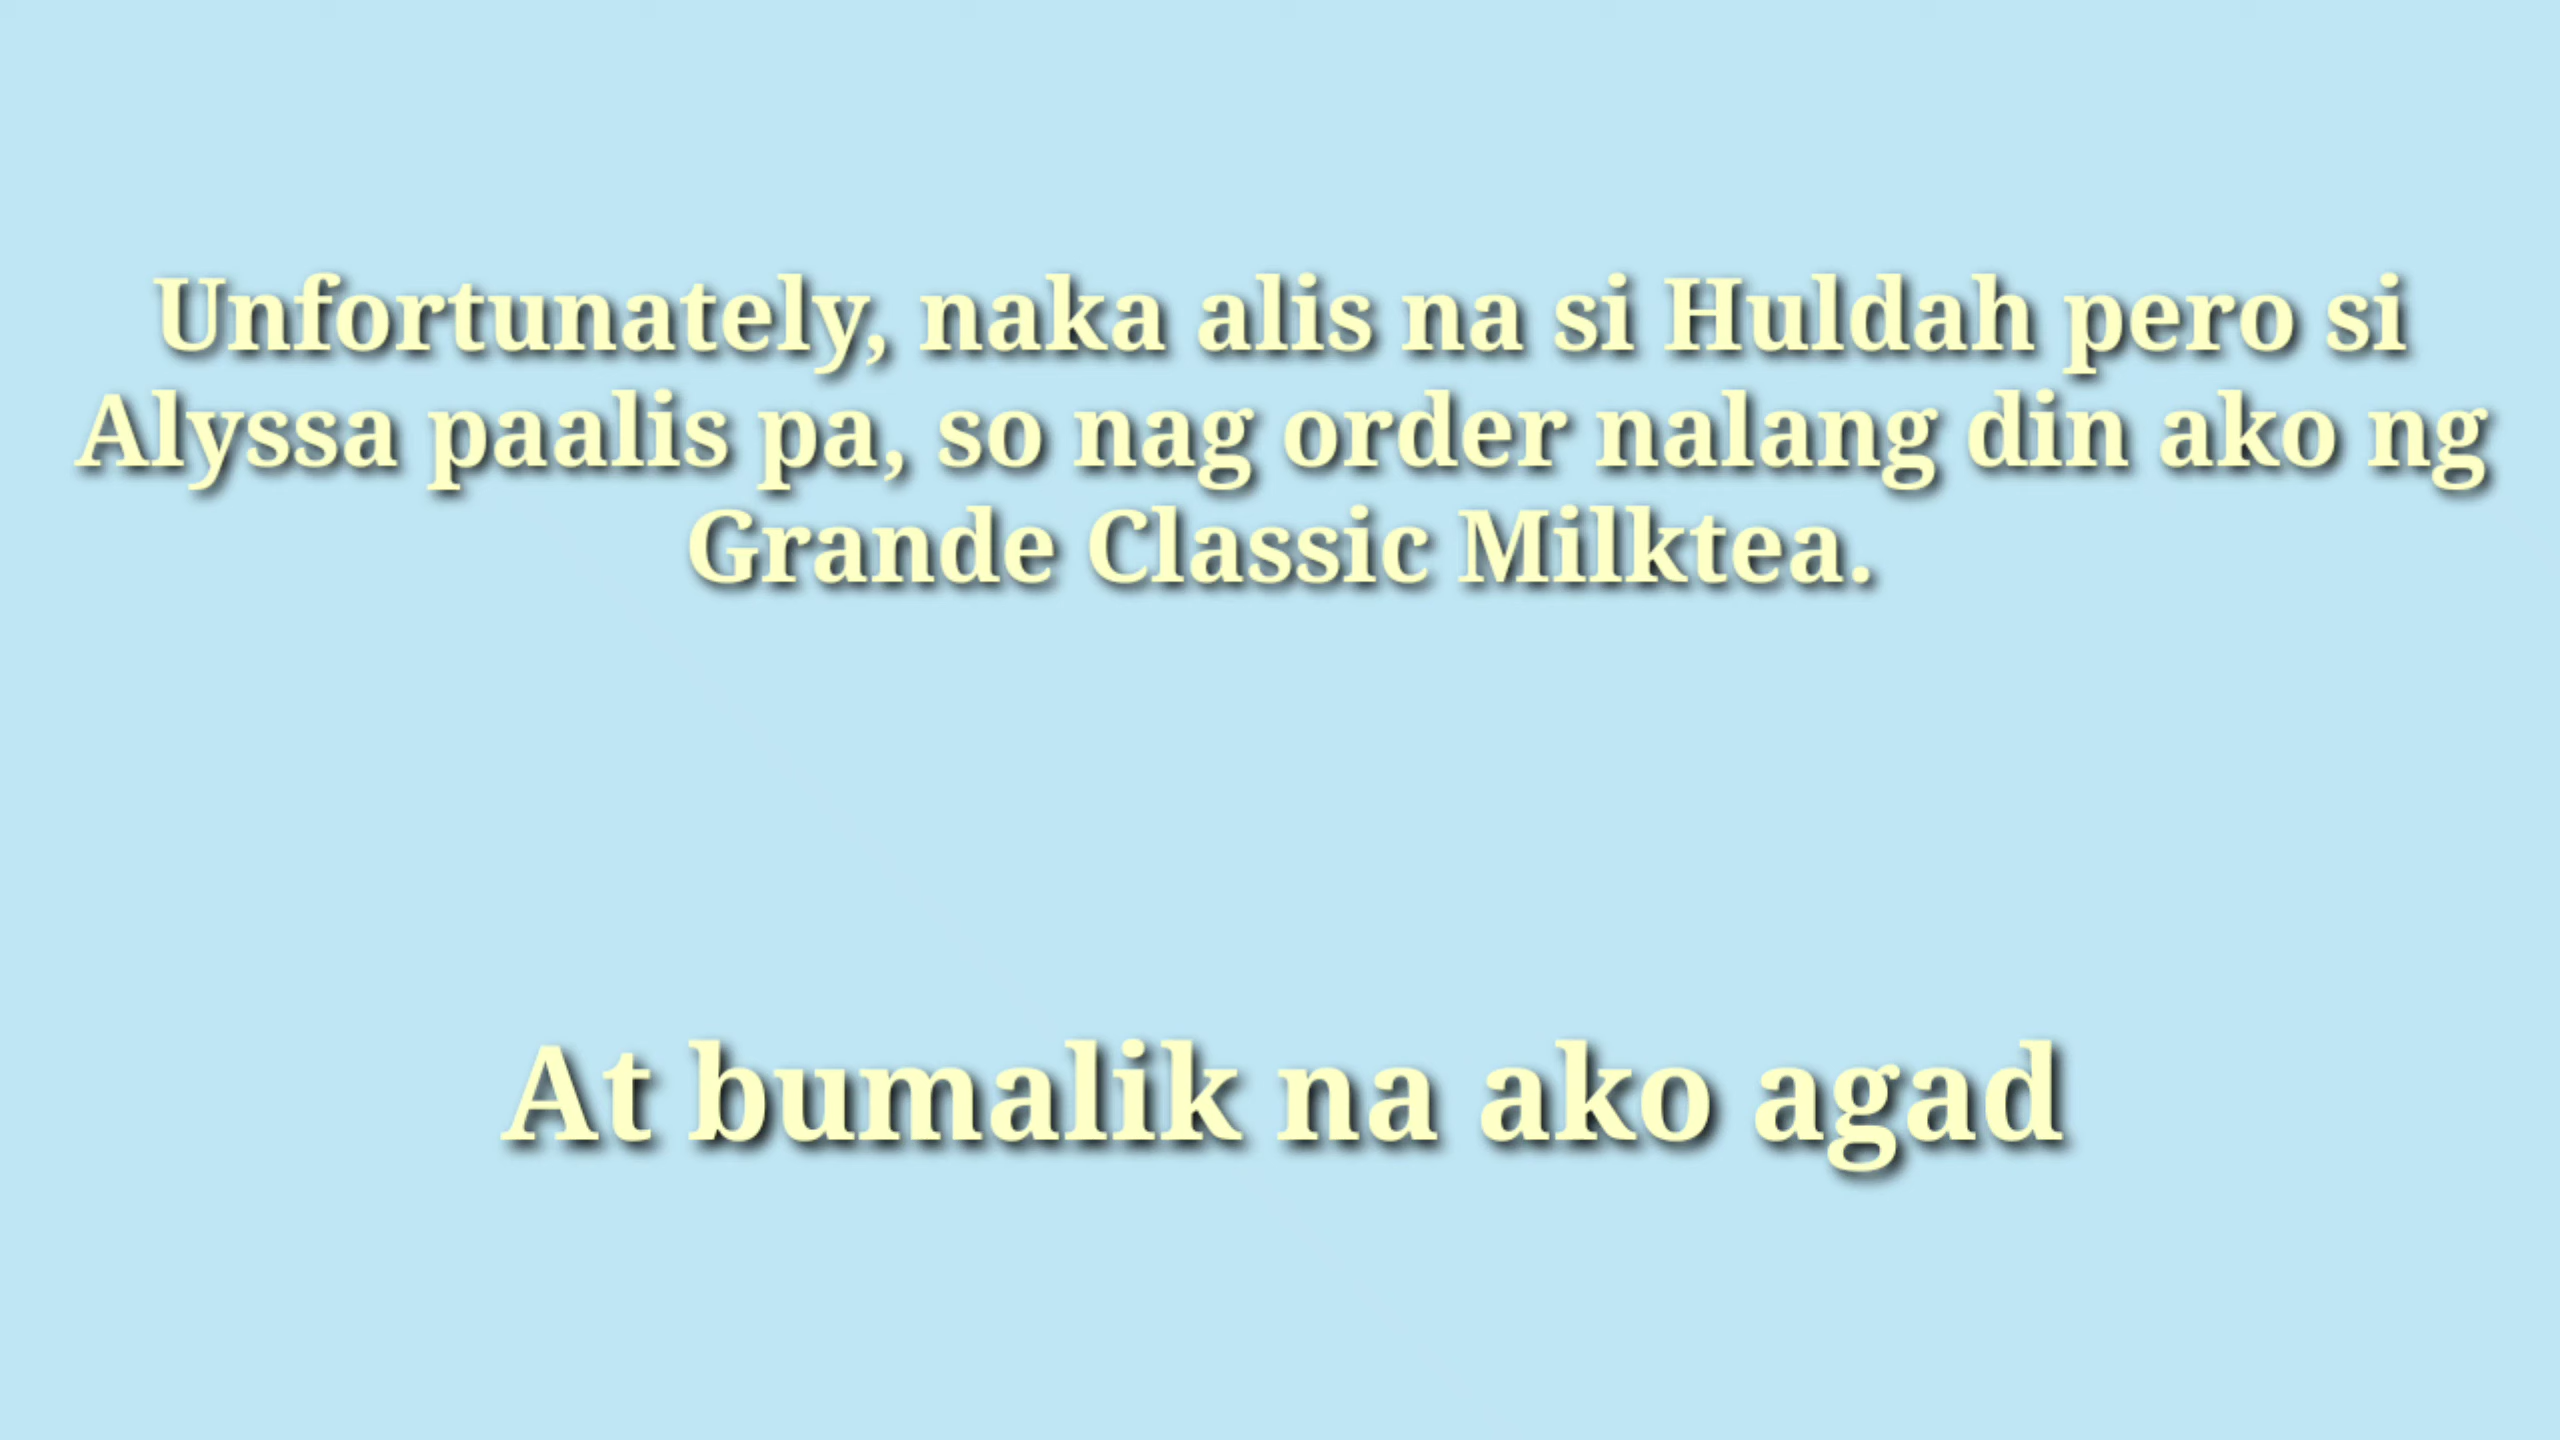 Unfortunately, naka alis na si Huldah pero si
Alyssa paalis pa, so nag order nalang din ako ng
Grande Classic Milktea.
At bumalik na ako agad